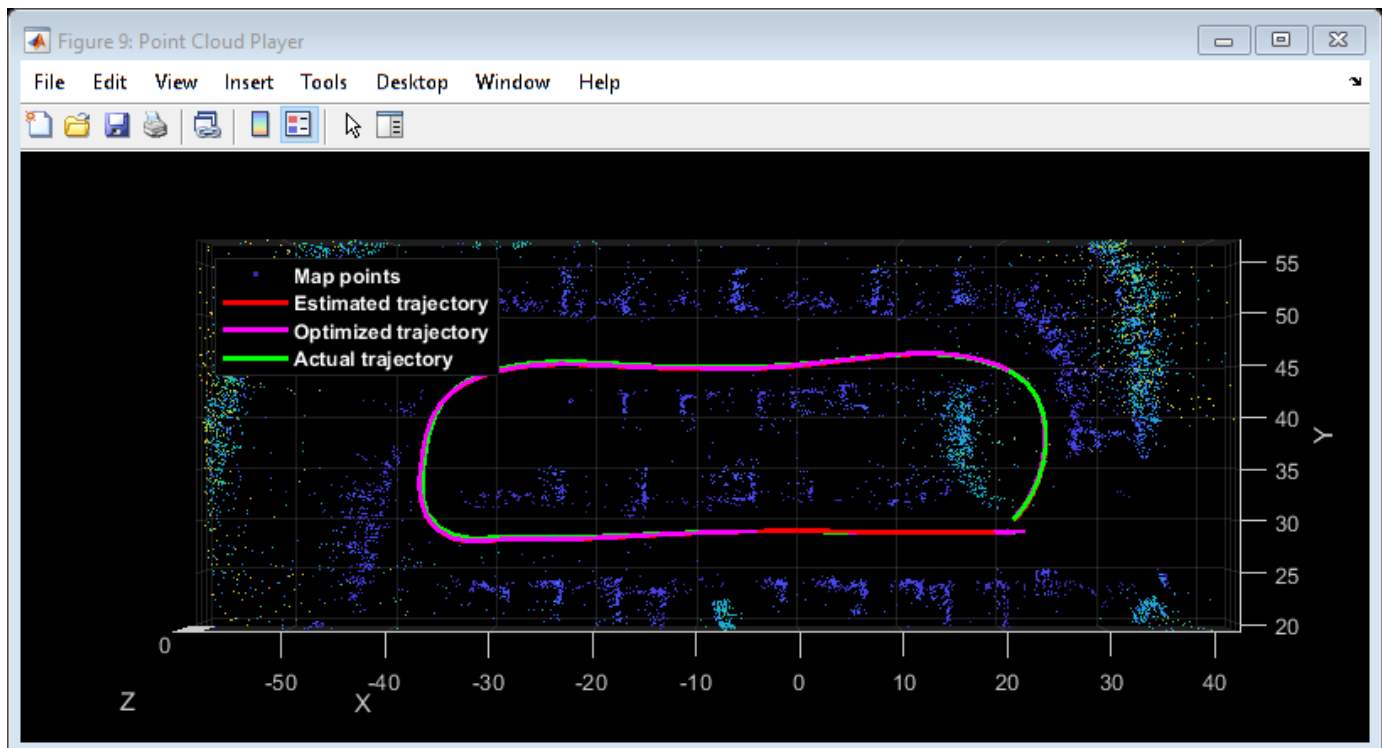 Figure 9: Point Cloud Player
File Edit View Insert Tools Desktop Window Help
Map points
Estimated trajectory
Optimized trajectory
Actual trajectory
55
50
45
40
35
30
25
20
Y
0
-50 -40 -30 -20 -10 0 10 20 30 40
Z X